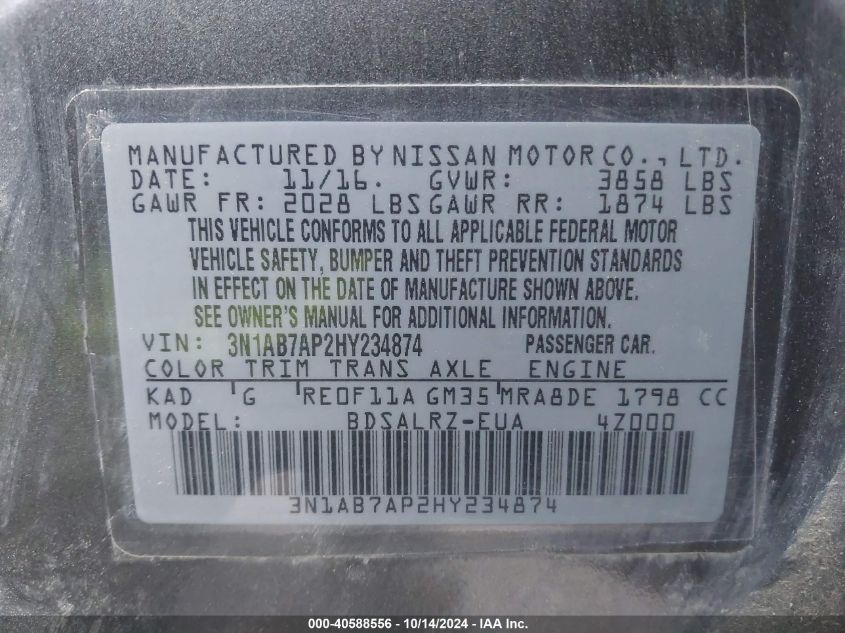 MANUFACTURED BY NISSAN MOTOR CO., LTD.
DATE: 11/16. GVWR: 3858 LBS
GAWR FR: 2028 LBS GAWR RR: 1874 LBS
THIS VEHICLE CONFORMS TO ALL APPLICABLE FEDERAL MOTOR
VEHICLE SAFETY, BUMPER AND THEFT PREVENTION STANDARDS
IN EFFECT ON THE DATE OF MANUFACTURE SHOWN ABOVE.
SEE OWNER'S MANUAL FOR ADDITIONAL INFORMATION.
VIN: 3N1AB7AP2HY234874 PASSENGER CAR.
COLOR TRIM TRANS AXLE ENGINE
KAD G RE0F11A GM35 MRA8DE 1798 CC
MODEL: BDSALRZ-EUA 4Z000
3N1AB7AP2HY234874
000-40588556 - 10/14/2024 - IAA Inc.